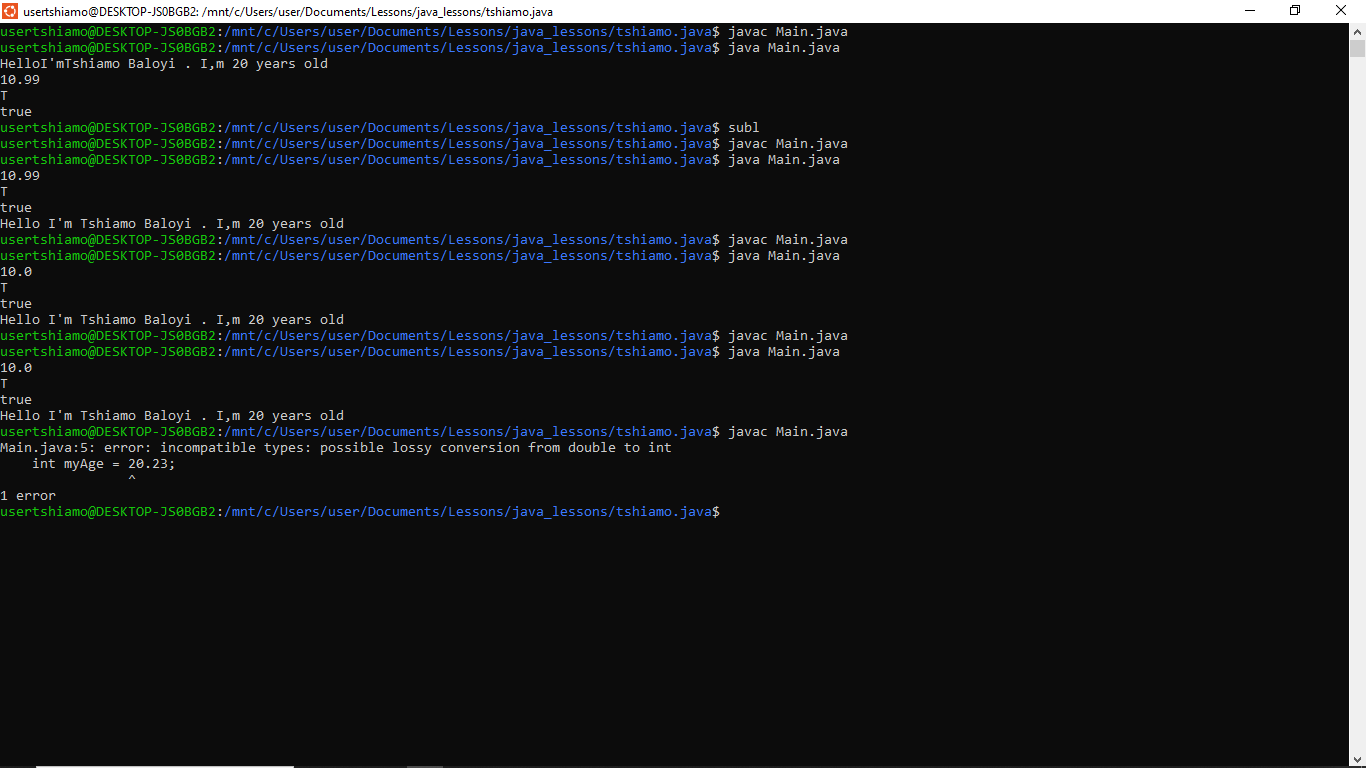 usertshiamo@DESKTOP-JS0BGB2: /mnt/c/Users/user/Documents/Lessons/java_lessons/tshiamo.java
usertshiamo@DESKTOP-JS0BGB2:/mnt/c/Users/user/Documents/Lessons/java_lessons/tshiamo.java$ javac Main.java
usertshiamo@DESKTOP-JS0BGB2:/mnt/c/Users/user/Documents/Lessons/java_lessons/tshiamo.java$ java Main.java
HelloI'mTshiamo Baloyi . I,m 20 years old
10.99
T
true
usertshiamo@DESKTOP-JS0BGB2:/mnt/c/Users/user/Documents/Lessons/java_lessons/tshiamo.java$ subl
usertshiamo@DESKTOP-JS0BGB2:/mnt/c/Users/user/Documents/Lessons/java_lessons/tshiamo.java$ javac Main.java
usertshiamo@DESKTOP-JS0BGB2:/mnt/c/Users/user/Documents/Lessons/java_lessons/tshiamo.java$ java Main.java
10.99
T
true
Hello I'm Tshiamo Baloyi . I,m 20 years old
usertshiamo@DESKTOP-JS0BGB2:/mnt/c/Users/user/Documents/Lessons/java_lessons/tshiamo.java$ javac Main.java
usertshiamo@DESKTOP-JS0BGB2:/mnt/c/Users/user/Documents/Lessons/java_lessons/tshiamo.java$ java Main.java
10.0
T
true
Hello I'm Tshiamo Baloyi . I,m 20 years old
usertshiamo@DESKTOP-JS0BGB2:/mnt/c/Users/user/Documents/Lessons/java_lessons/tshiamo.java$ javac Main.java
usertshiamo@DESKTOP-JS0BGB2:/mnt/c/Users/user/Documents/Lessons/java_lessons/tshiamo.java$ java Main.java
10.0
T
true
Hello I'm Tshiamo Baloyi . I,m 20 years old
usertshiamo@DESKTOP-JS0BGB2:/mnt/c/Users/user/Documents/Lessons/java_lessons/tshiamo.java$ javac Main.java
Main.java:5: error: incompatible types: possible lossy conversion from double to int
    int myAge = 20.23;
                ^
1 error
usertshiamo@DESKTOP-JS0BGB2:/mnt/c/Users/user/Documents/Lessons/java_lessons/tshiamo.java$